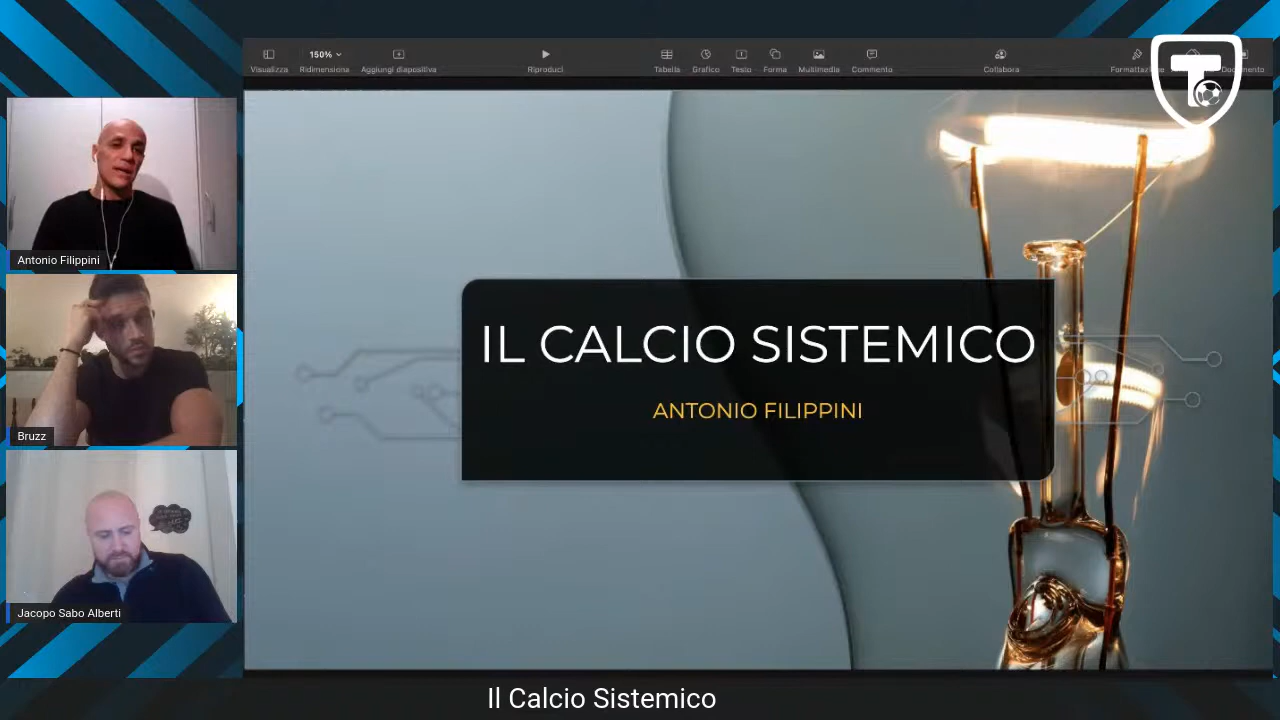 150%
Visualizza
Ridimensiona
Aggiungi diapositiva
Riproduci
Tabella
Grafico
Testo
Forma
Multimedia
Commento
Collabora
T
Antonio Filippini
Bruzz
Jacopo Sabo Alberti
IL CALCIO SISTEMICO
ANTONIO FILIPPINI
Il Calcio Sistemico